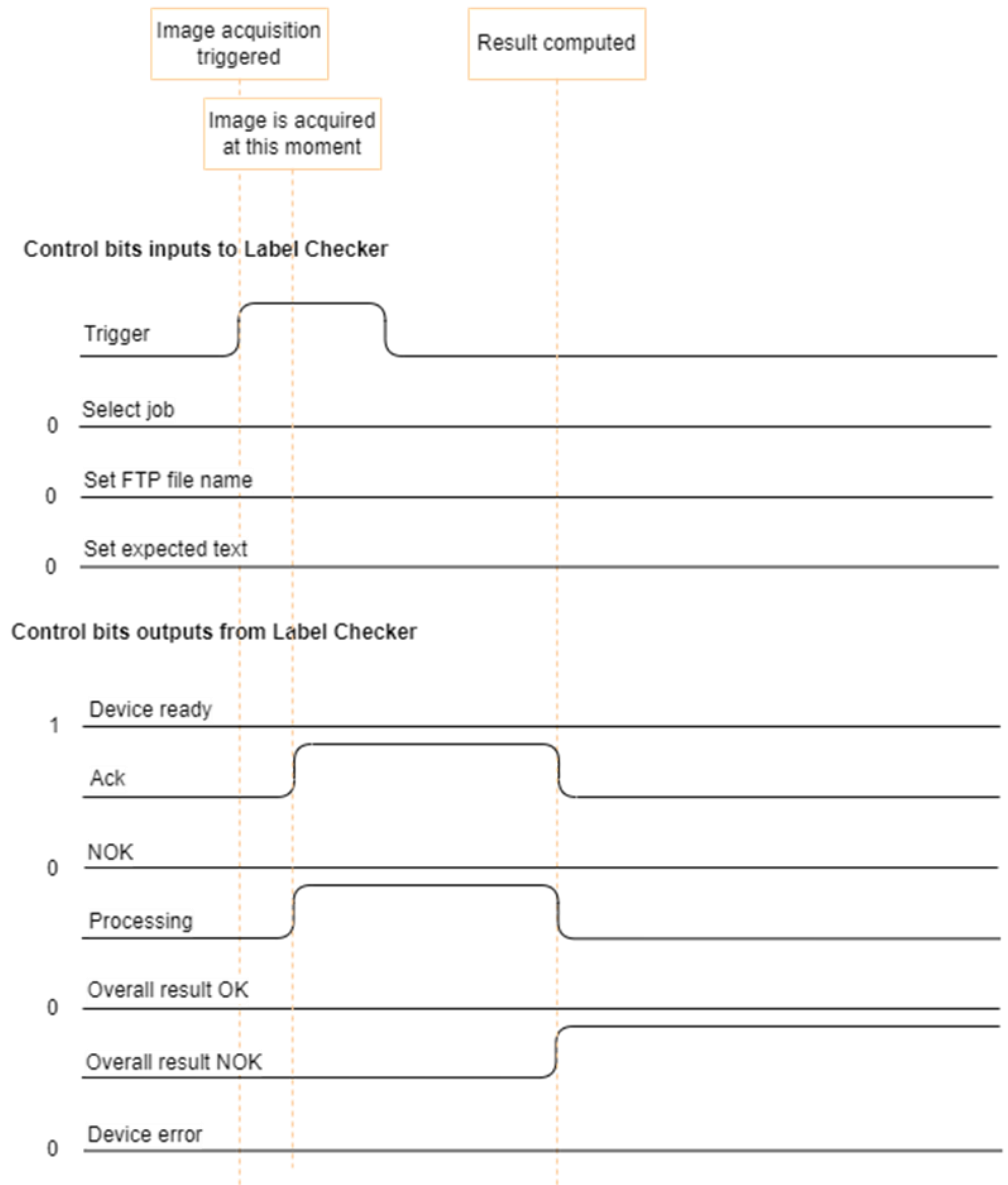 Image acquisition
triggered
Result computed
Image is acquired
at this moment
Control bits inputs to Label Checker
Trigger
Select job
0
Set FTP file name
0
Set expected text
0
Control bits outputs from Label Checker
Device ready
1
Ack
NOK
0
Processing
Overall result OK
0
Overall result NOK
Device error
0